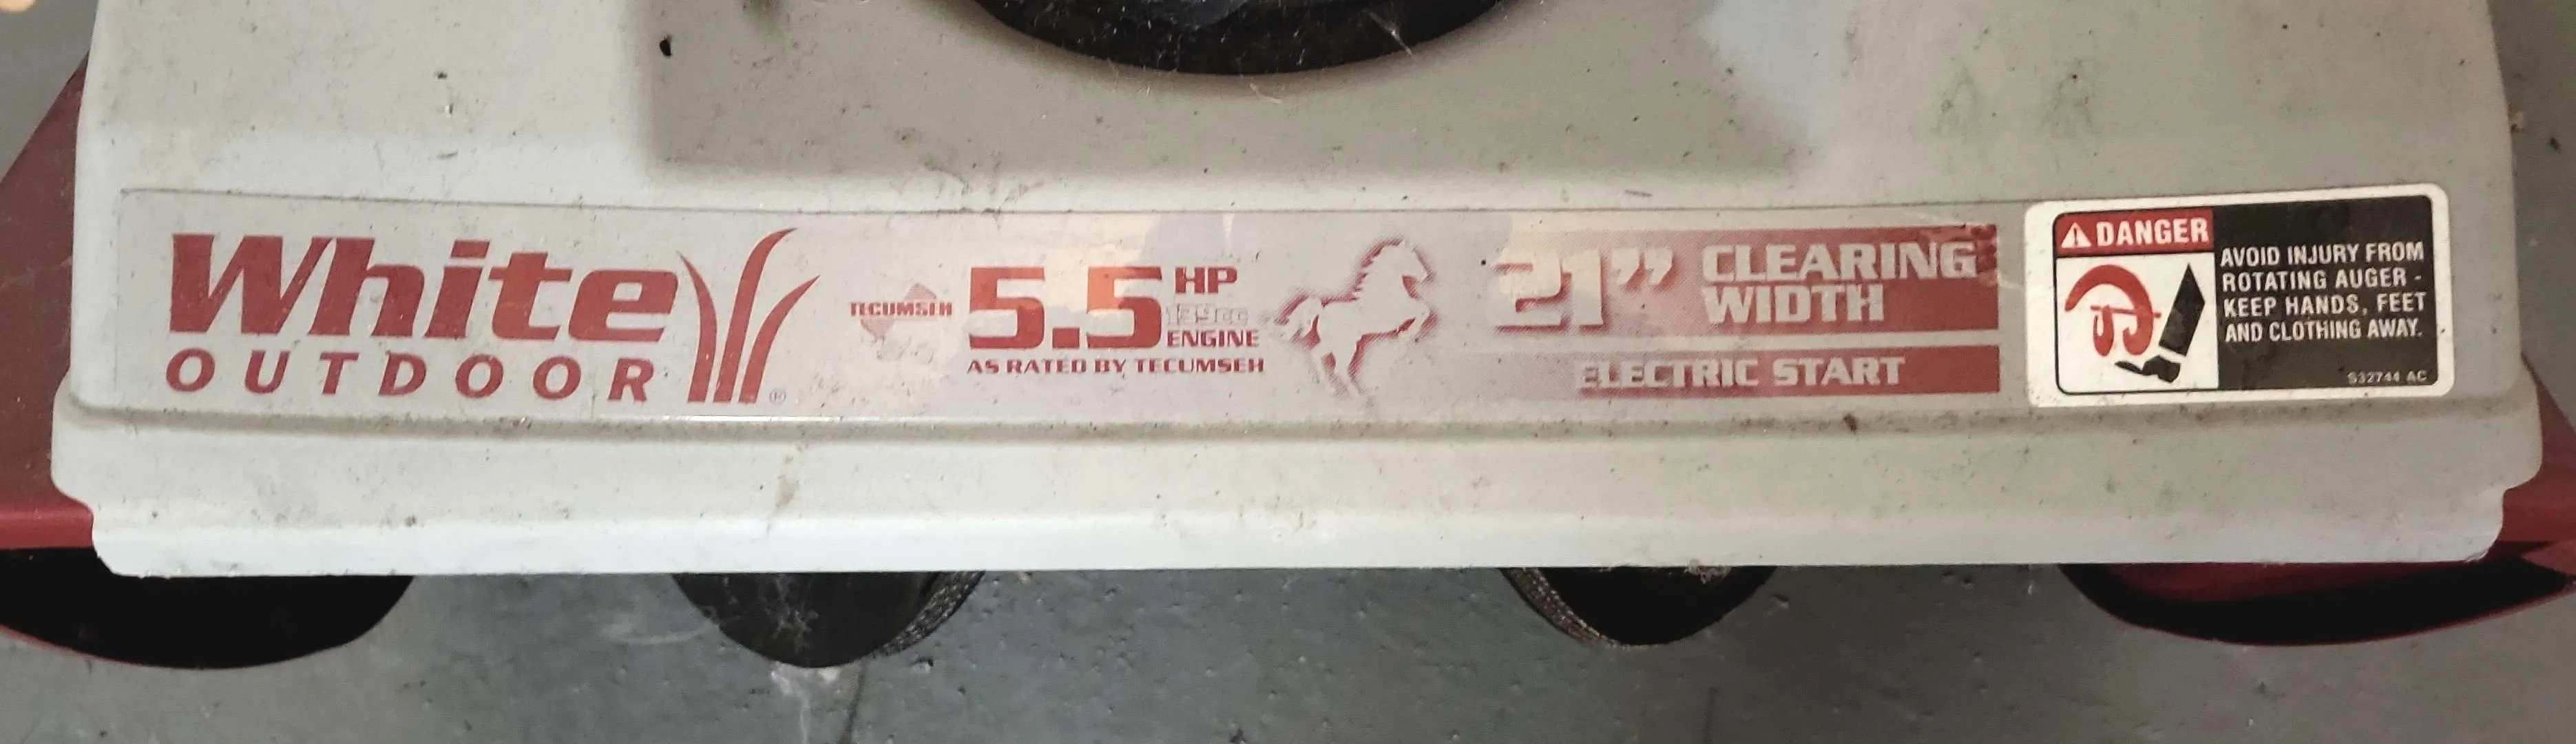 White
OUTDOOR
®
TECUMSEH
5.5 HP
139cc
ENGINE
AS RATED BY TECUMSEH
21” CLEARING
WIDTH
ELECTRIC START
DANGER
AVOID INJURY FROM
ROTATING AUGER -
KEEP HANDS, FEET
AND CLOTHING AWAY.
S32744 AC